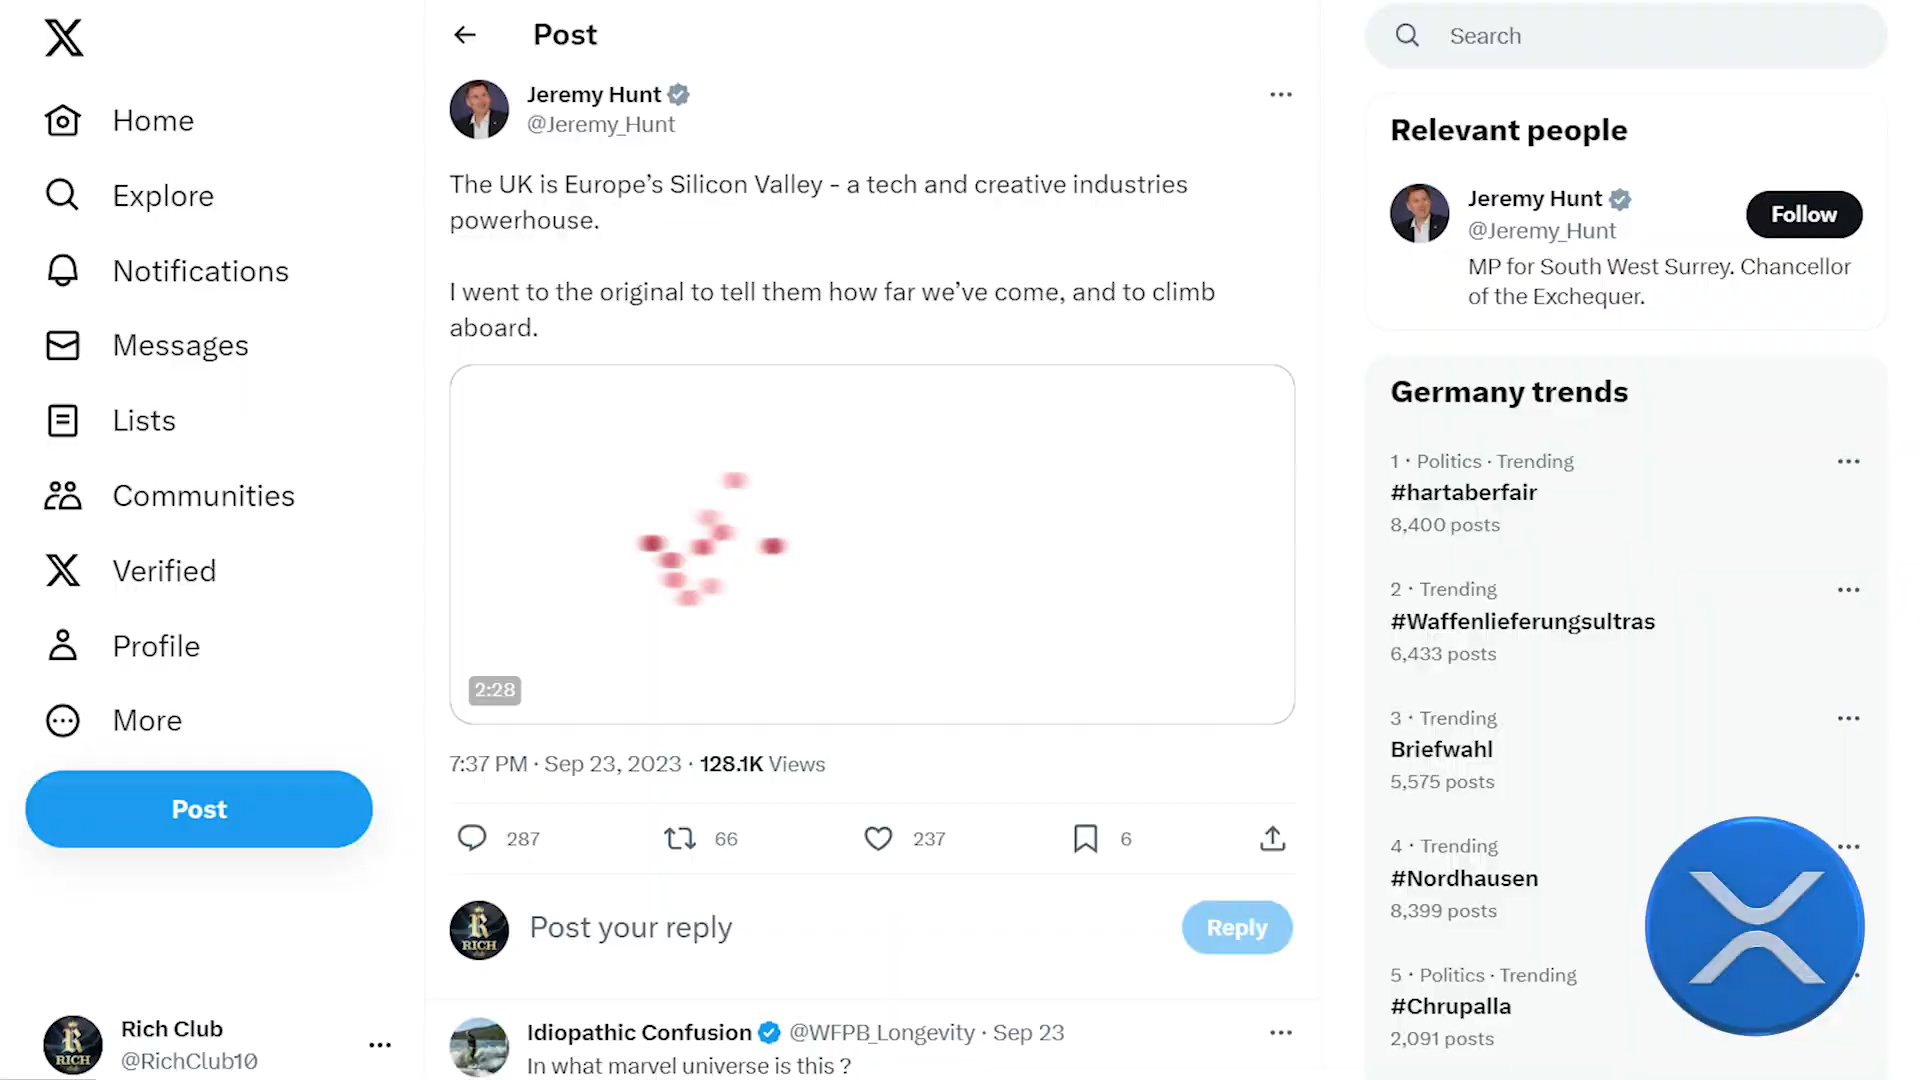 Home
Explore
Notifications
Messages
Lists
Communities
Verified
Profile
More
Post
Rich Club
@RichClub10
Post
Jeremy Hunt
@Jeremy_Hunt
The UK is Europe’s Silicon Valley - a tech and creative industries
powerhouse.
I went to the original to tell them how far we’ve come, and to climb
aboard.
2:28
7:37 PM · Sep 23, 2023 · 128.1K Views
287
66
237
6
R
RICH
Post your reply
Reply
Idiopathic Confusion @WFPB_Longevity · Sep 23
In what marvel universe is this ?
Search
Relevant people
Jeremy Hunt
@Jeremy_Hunt
Follow
MP for South West Surrey. Chancellor
of the Exchequer.
Germany trends
1 · Politics · Trending
#hartaberfair
8,400 posts
2 · Trending
#Waffenlieferungsultras
6,433 posts
3 · Trending
Briefwahl
5,575 posts
4 · Trending
#Nordhausen
8,399 posts
5 · Politics · Trending
#Chrupalla
2,091 posts
R
RICH